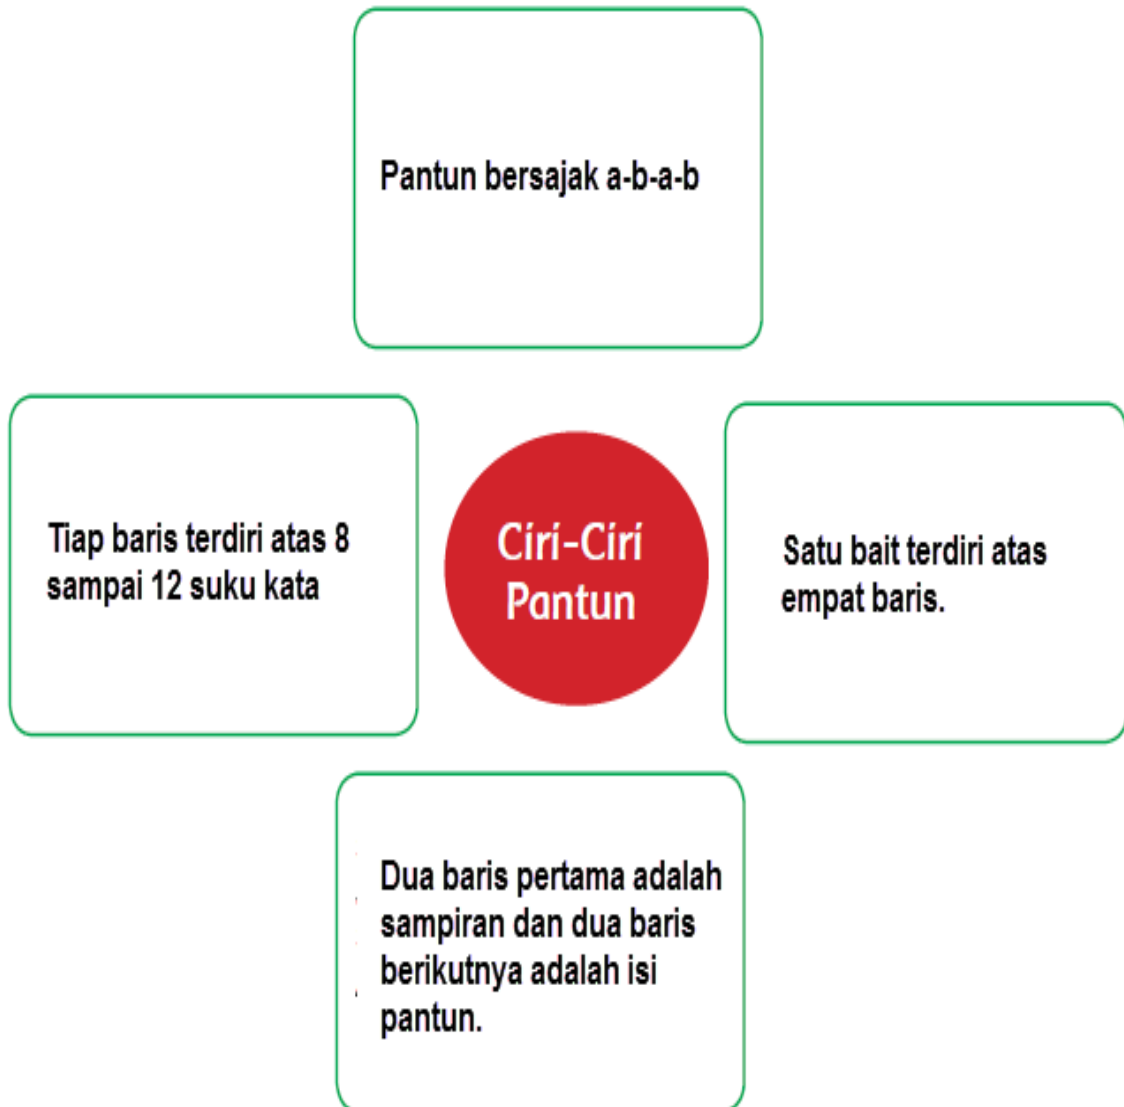 Pantun bersajak a-b-a-b
Tiap baris terdiri atas 8
sampai 12 suku kata
Ciri-Ciri
Pantun
Satu bait terdiri atas
empat baris.
Dua baris pertama adalah
sampiran dan dua baris
berikutnya adalah isi
pantun.